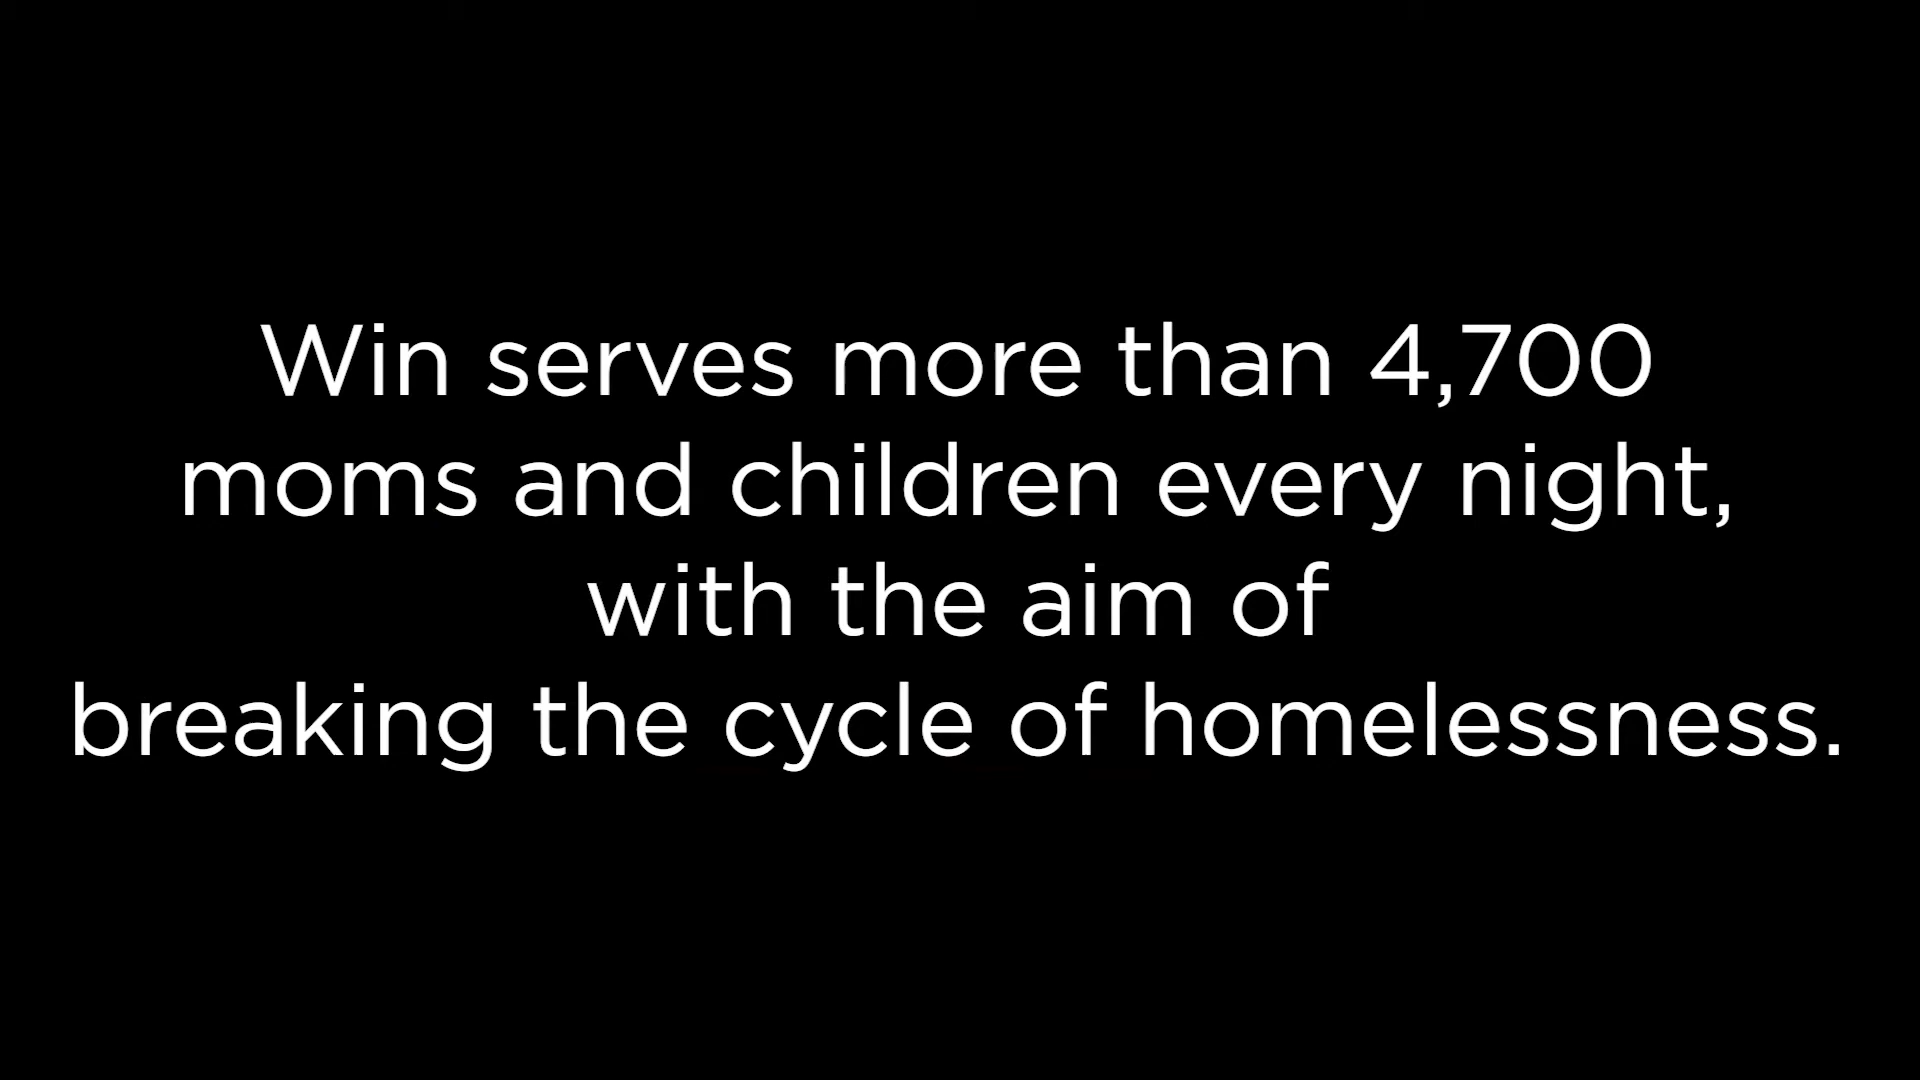 Win serves more than 4,700
moms and children every night,
with the aim of
breaking the cycle of homelessness.